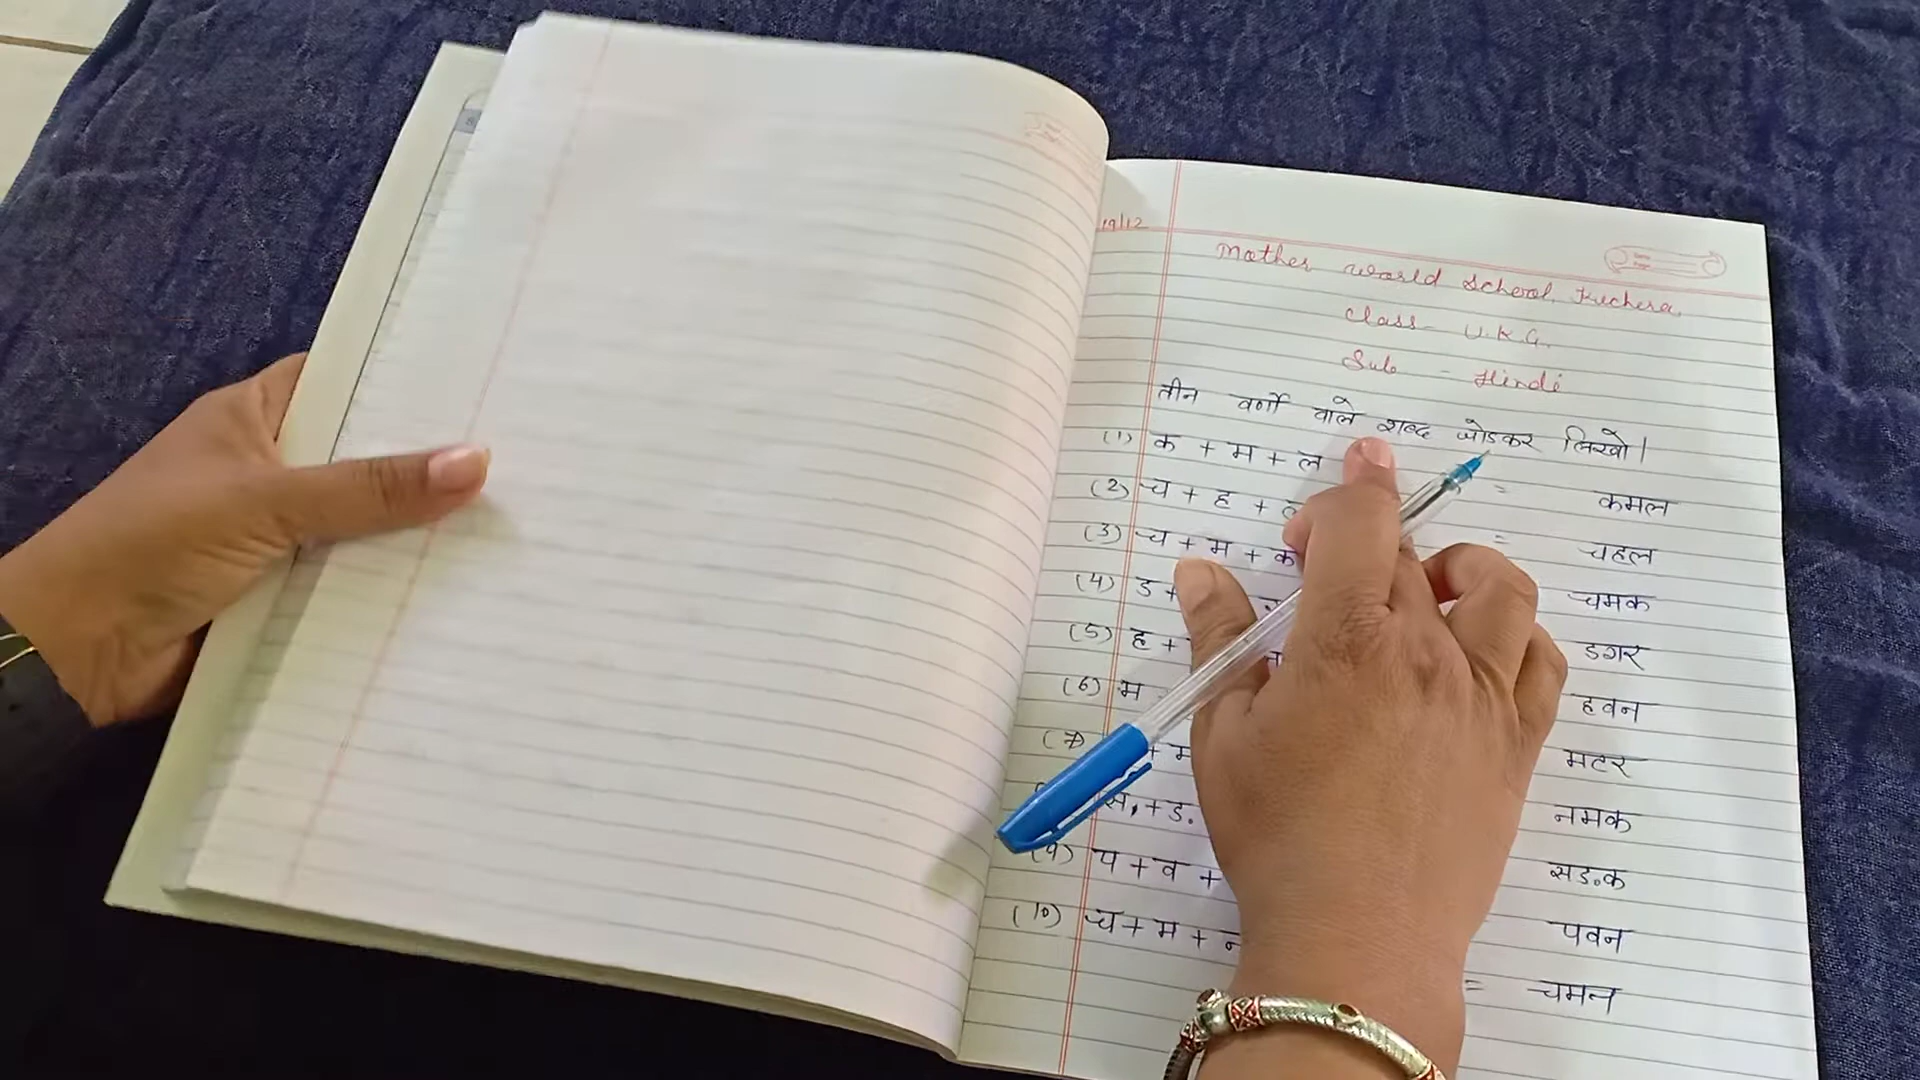 19/12
Mother world School, Kuchera,
Class - U.K.G.
Sub - Hindi
तीन वर्णो वाले शब्द जोडकर लिखो।
(1) क + म + ल = कमल
(2) च + ह + ल = चहल
(3) च + म + क चमक
(4) ड + डगर
(5) ह + न हवन
(6) म मटर
(7) + म नमक
स + ड. सड.क
(9) प + व + पवन
(10) च + म + न = चमन